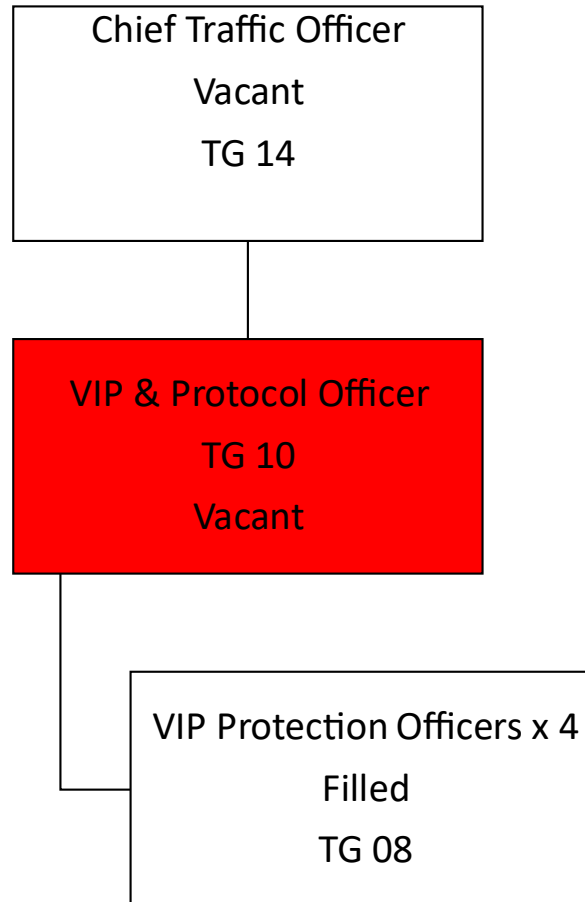 Chief Traffic Officer
Vacant
TG 14
VIP & Protocol Officer
TG 10
Vacant
VIP Protection Officers x 4
Filled
TG 08